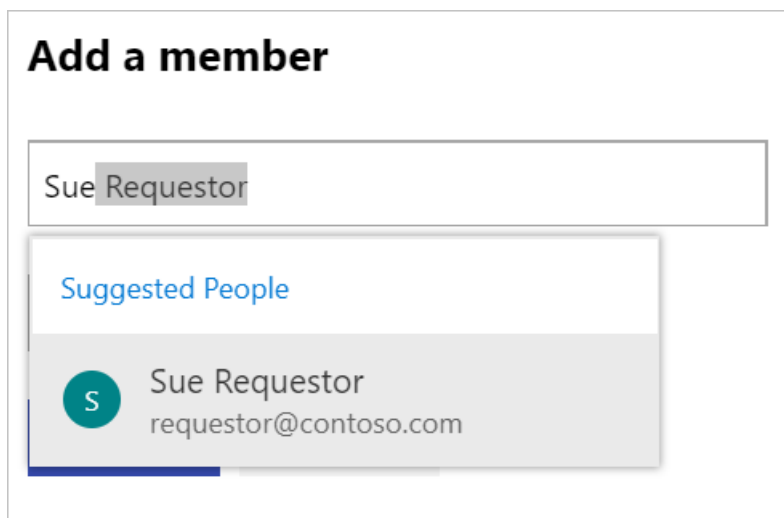 Add a member
Sue Requestor
Suggested People
S
Sue Requestor
requestor@contoso.com